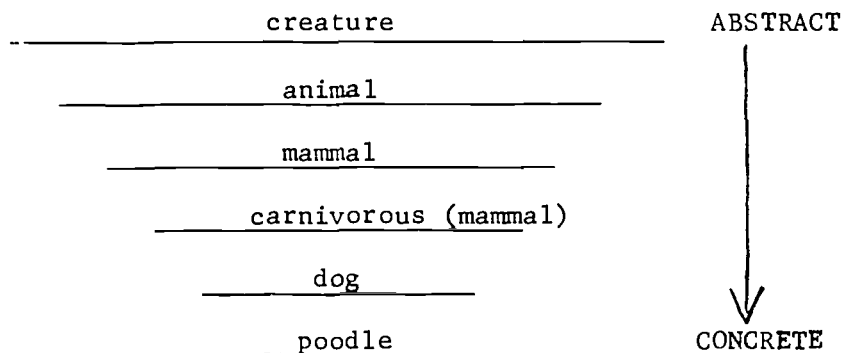 creature ABSTRACT
animal
mammal
carnivorous (mammal)
dog
poodle CONCRETE